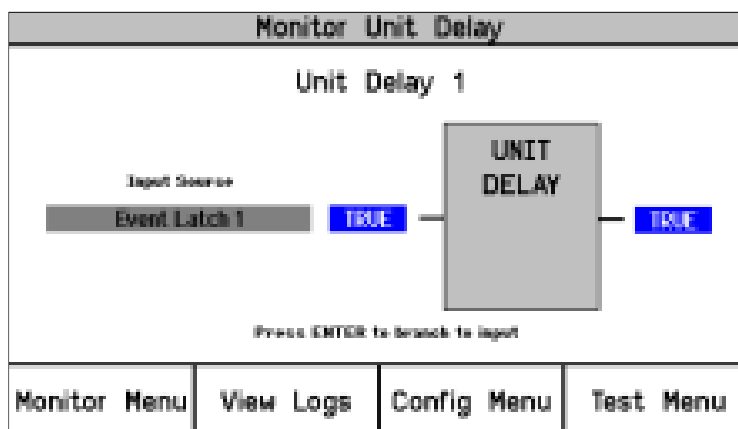 Monitor Unit Delay
Unit Delay 1
UNIT
DELAY
Input Source
Event Latch 1
TRUE
TRUE
Press ENTER to branch to input
Monitor Menu
View Logs
Config Menu
Test Menu